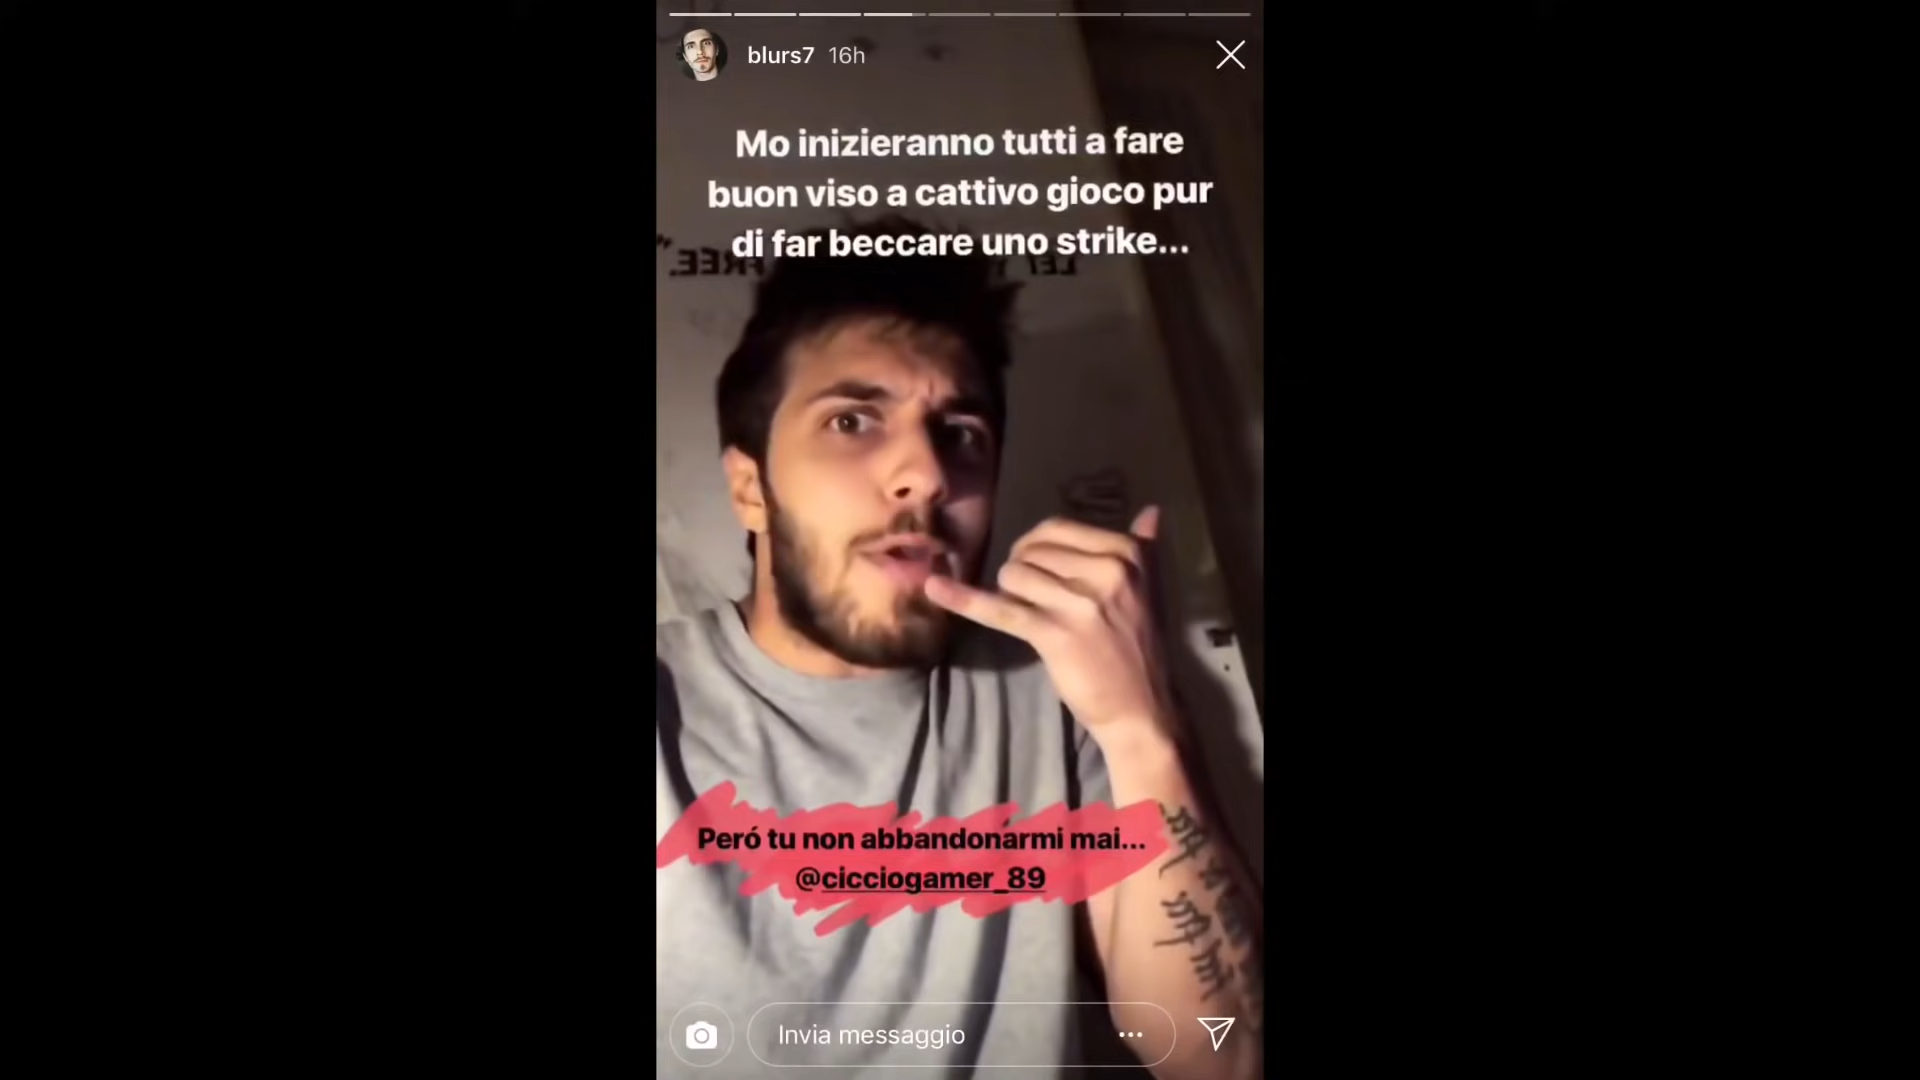 blurs7 16h
Mo inizieranno tutti a fare
buon viso a cattivo gioco pur
di far beccare uno strike...
Peró tu non abbandonarmi mai...
@cicciogamer_89
Invia messaggio